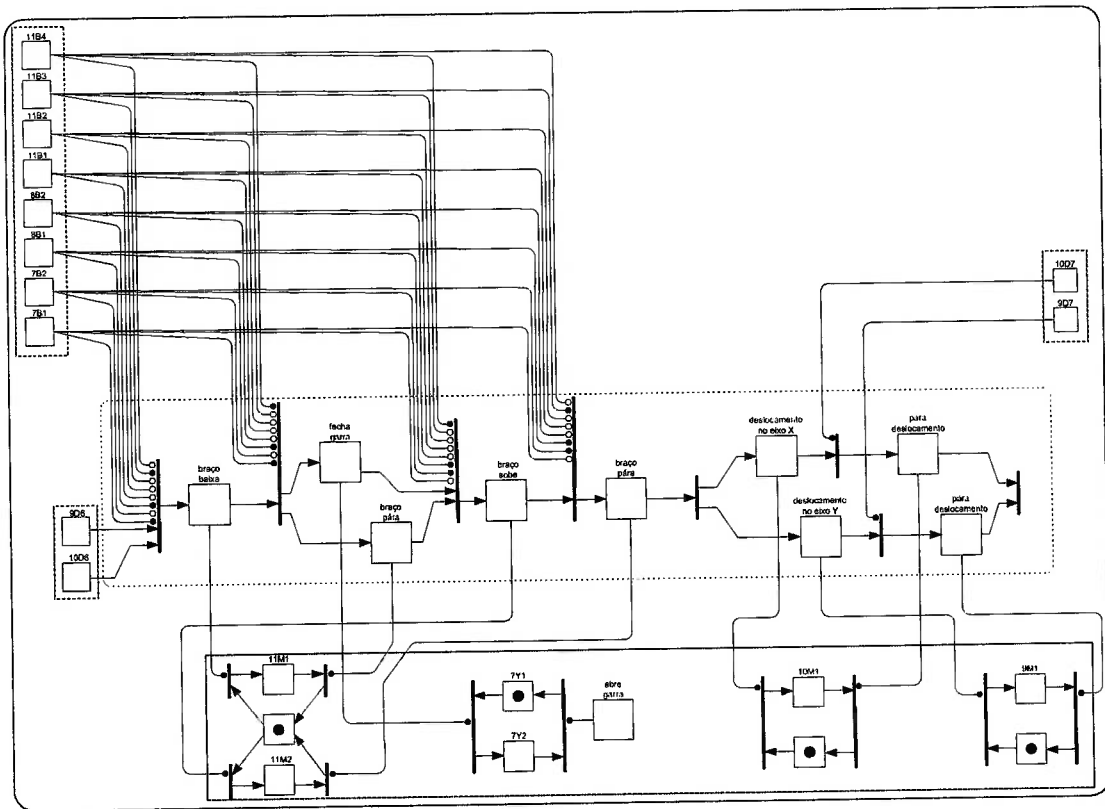 11B4
11B3
11B2
11B1
8B2
8B1
7B2
7B1
10D7
9D7
9D6
10D6
braço
baixa
fecha
garra
braço
pára
braço
sobe
braço
pára
deslocamento
no eixo X
deslocamento
no eixo Y
para
deslocamento
para
deslocamento
11M1
11M2
7Y1
7Y2
abre
garra
10M1
9M1